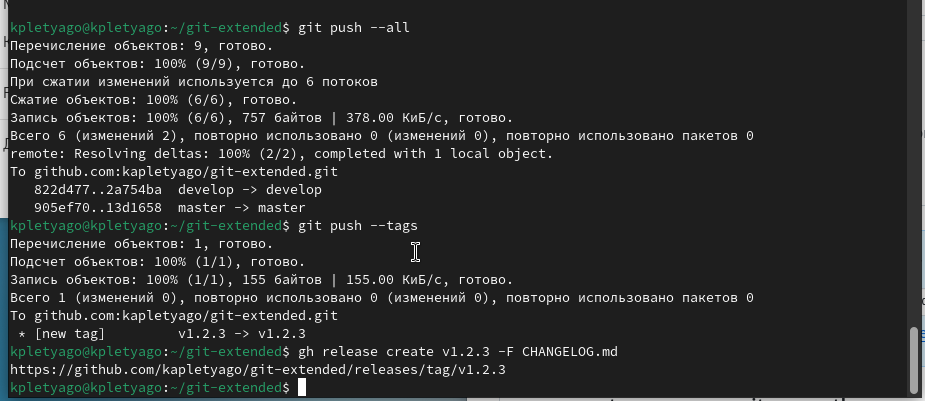 kpletyago@kpletyago:~/git-extended$ git push --all
Перечисление объектов: 9, готово.
Подсчет объектов: 100% (9/9), готово.
При сжатии изменений используется до 6 потоков
Сжатие объектов: 100% (6/6), готово.
Запись объектов: 100% (6/6), 757 байтов | 378.00 КиБ/с, готово.
Всего 6 (изменений 2), повторно использовано 0 (изменений 0), повторно использовано пакетов 0
remote: Resolving deltas: 100% (2/2), completed with 1 local object.
To github.com:kapletyago/git-extended.git
   822d477..2a754ba  develop -> develop
   905ef70..13d1658  master -> master
kpletyago@kpletyago:~/git-extended$ git push --tags
Перечисление объектов: 1, готово.
Подсчет объектов: 100% (1/1), готово.
Запись объектов: 100% (1/1), 155 байтов | 155.00 КиБ/с, готово.
Всего 1 (изменений 0), повторно использовано 0 (изменений 0), повторно использовано пакетов 0
To github.com:kapletyago/git-extended.git
 * [new tag]         v1.2.3 -> v1.2.3
kpletyago@kpletyago:~/git-extended$ gh release create v1.2.3 -F CHANGELOG.md
https://github.com/kapletyago/git-extended/releases/tag/v1.2.3
kpletyago@kpletyago:~/git-extended$